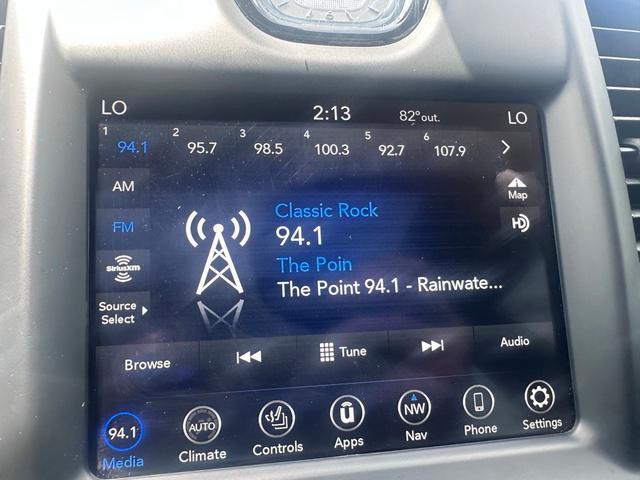 LO 2:13 82°out. LO
1 2 3 4 5 6
94.1 95.7 98.5 100.3 92.7 107.9
AM
Map
FM
HD
Classic Rock
94.1
The Poin
SiriusXM
The Point 94.1 - Rainwate...
Source
Select
Browse Tune Audio
94.1 AUTO NW
Media Climate Controls Apps Nav Phone Settings